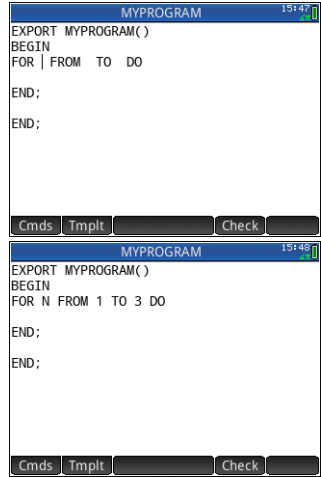 MYPROGRAM 15:47
EXPORT MYPROGRAM()
BEGIN
FOR FROM TO DO
END;
END;
Cmds Tmplt Check
MYPROGRAM 15:48
EXPORT MYPROGRAM()
BEGIN
FOR N FROM 1 TO 3 DO
END;
END;
Cmds Tmplt Check